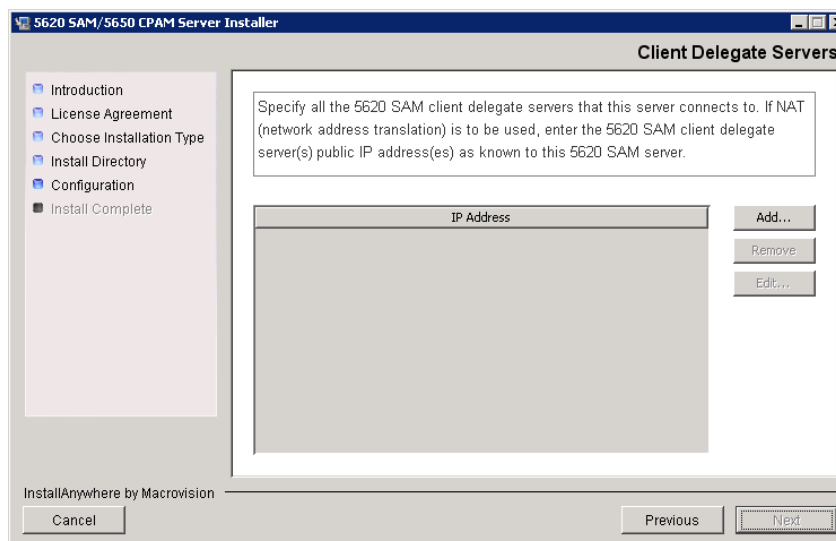 5620 SAM/5650 CPAM Server Installer
Client Delegate Servers
Introduction
License Agreement
Choose Installation Type
Install Directory
Configuration
Install Complete
Specify all the 5620 SAM client delegate servers that this server connects to. If NAT
(network address translation) is to be used, enter the 5620 SAM client delegate
server(s) public IP address(es) as known to this 5620 SAM server.
IP Address
Add...
Remove
Edit...
InstallAnywhere by Macrovision
Cancel
Previous
Next